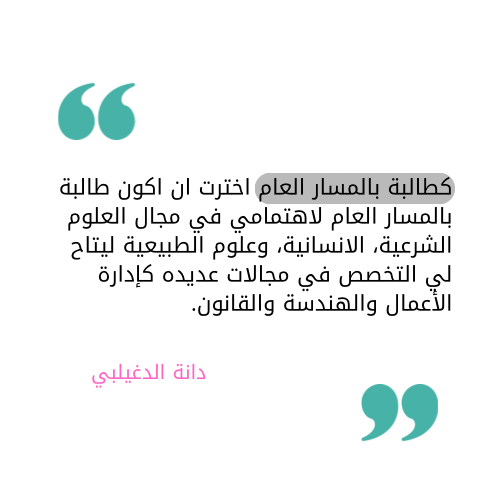 كطالبة بالمسار العام اخترت ان اكون طالبة
بالمسار العام لاهتمامي في مجال العلوم
الشرعية، الانسانية، وعلوم الطبيعية ليتاح
لي التخصص في مجالات عديده كإدارة
الأعمال والهندسة والقانون.
دانة الدغيلبي